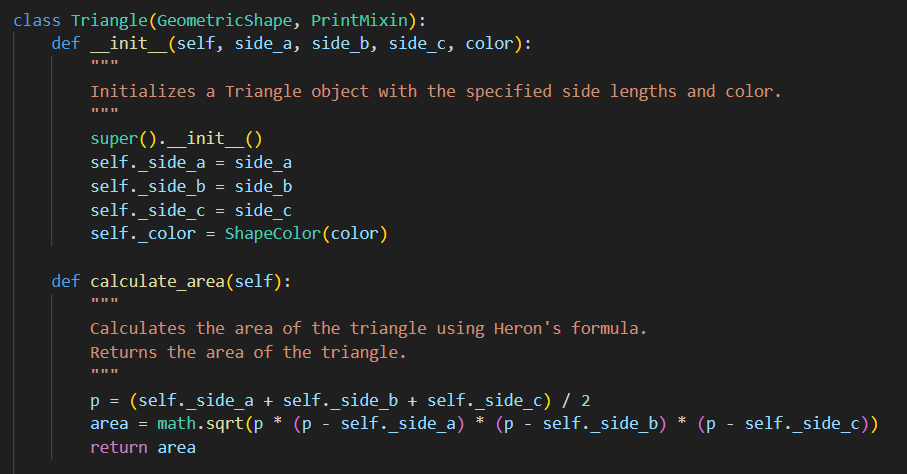 class Triangle(GeometricShape, PrintMixin):
    def __init__(self, side_a, side_b, side_c, color):
        """
        Initializes a Triangle object with the specified side lengths and color.
        """
        super().__init__()
        self._side_a = side_a
        self._side_b = side_b
        self._side_c = side_c
        self._color = ShapeColor(color)

    def calculate_area(self):
        """
        Calculates the area of the triangle using Heron's formula.
        Returns the area of the triangle.
        """
        p = (self._side_a + self._side_b + self._side_c) / 2
        area = math.sqrt(p * (p - self._side_a) * (p - self._side_b) * (p - self._side_c))
        return area